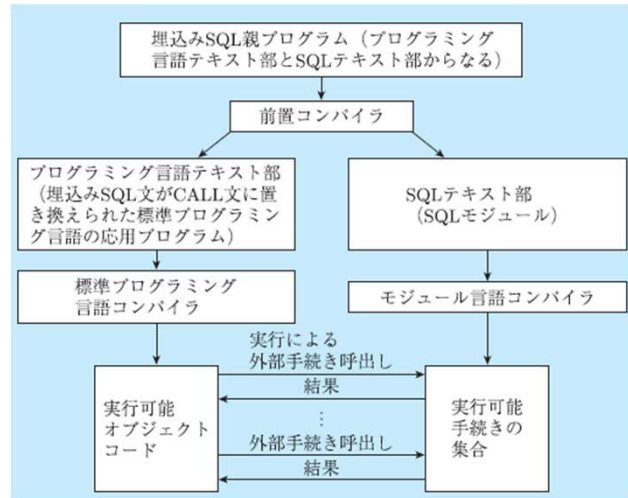 埋込みSQL親プログラム（プログラミング
言語テキスト部とSQLテキスト部からなる）
前置コンパイラ
プログラミング言語テキスト部
（埋込みSQL文がCALL文に置
き換えられた標準プログラミン
グ言語の応用プログラム）
SQLテキスト部
（SQLモジュール）
標準プログラミング
言語コンパイラ
モジュール言語コンパイラ
実行による
外部手続き呼出し
結果
⋮
外部手続き呼出し
結果
実行可能
オブジェクト
コード
実行可能
手続きの
集合